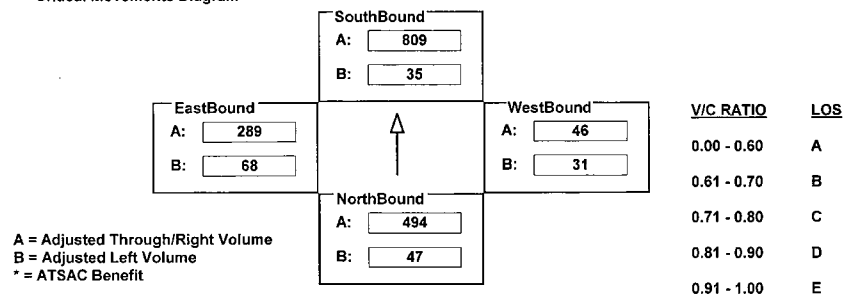 Critical Movements Diagram
SouthBound
A: 809
B: 35
EastBound
A: 289
B: 68
WestBound
A: 46
B: 31
NorthBound
A: 494
B: 47
A = Adjusted Through/Right Volume
B = Adjusted Left Volume
* = ATSAC Benefit
V/C RATIO LOS
0.00 - 0.60 A
0.61 - 0.70 B
0.71 - 0.80 C
0.81 - 0.90 D
0.91 - 1.00 E